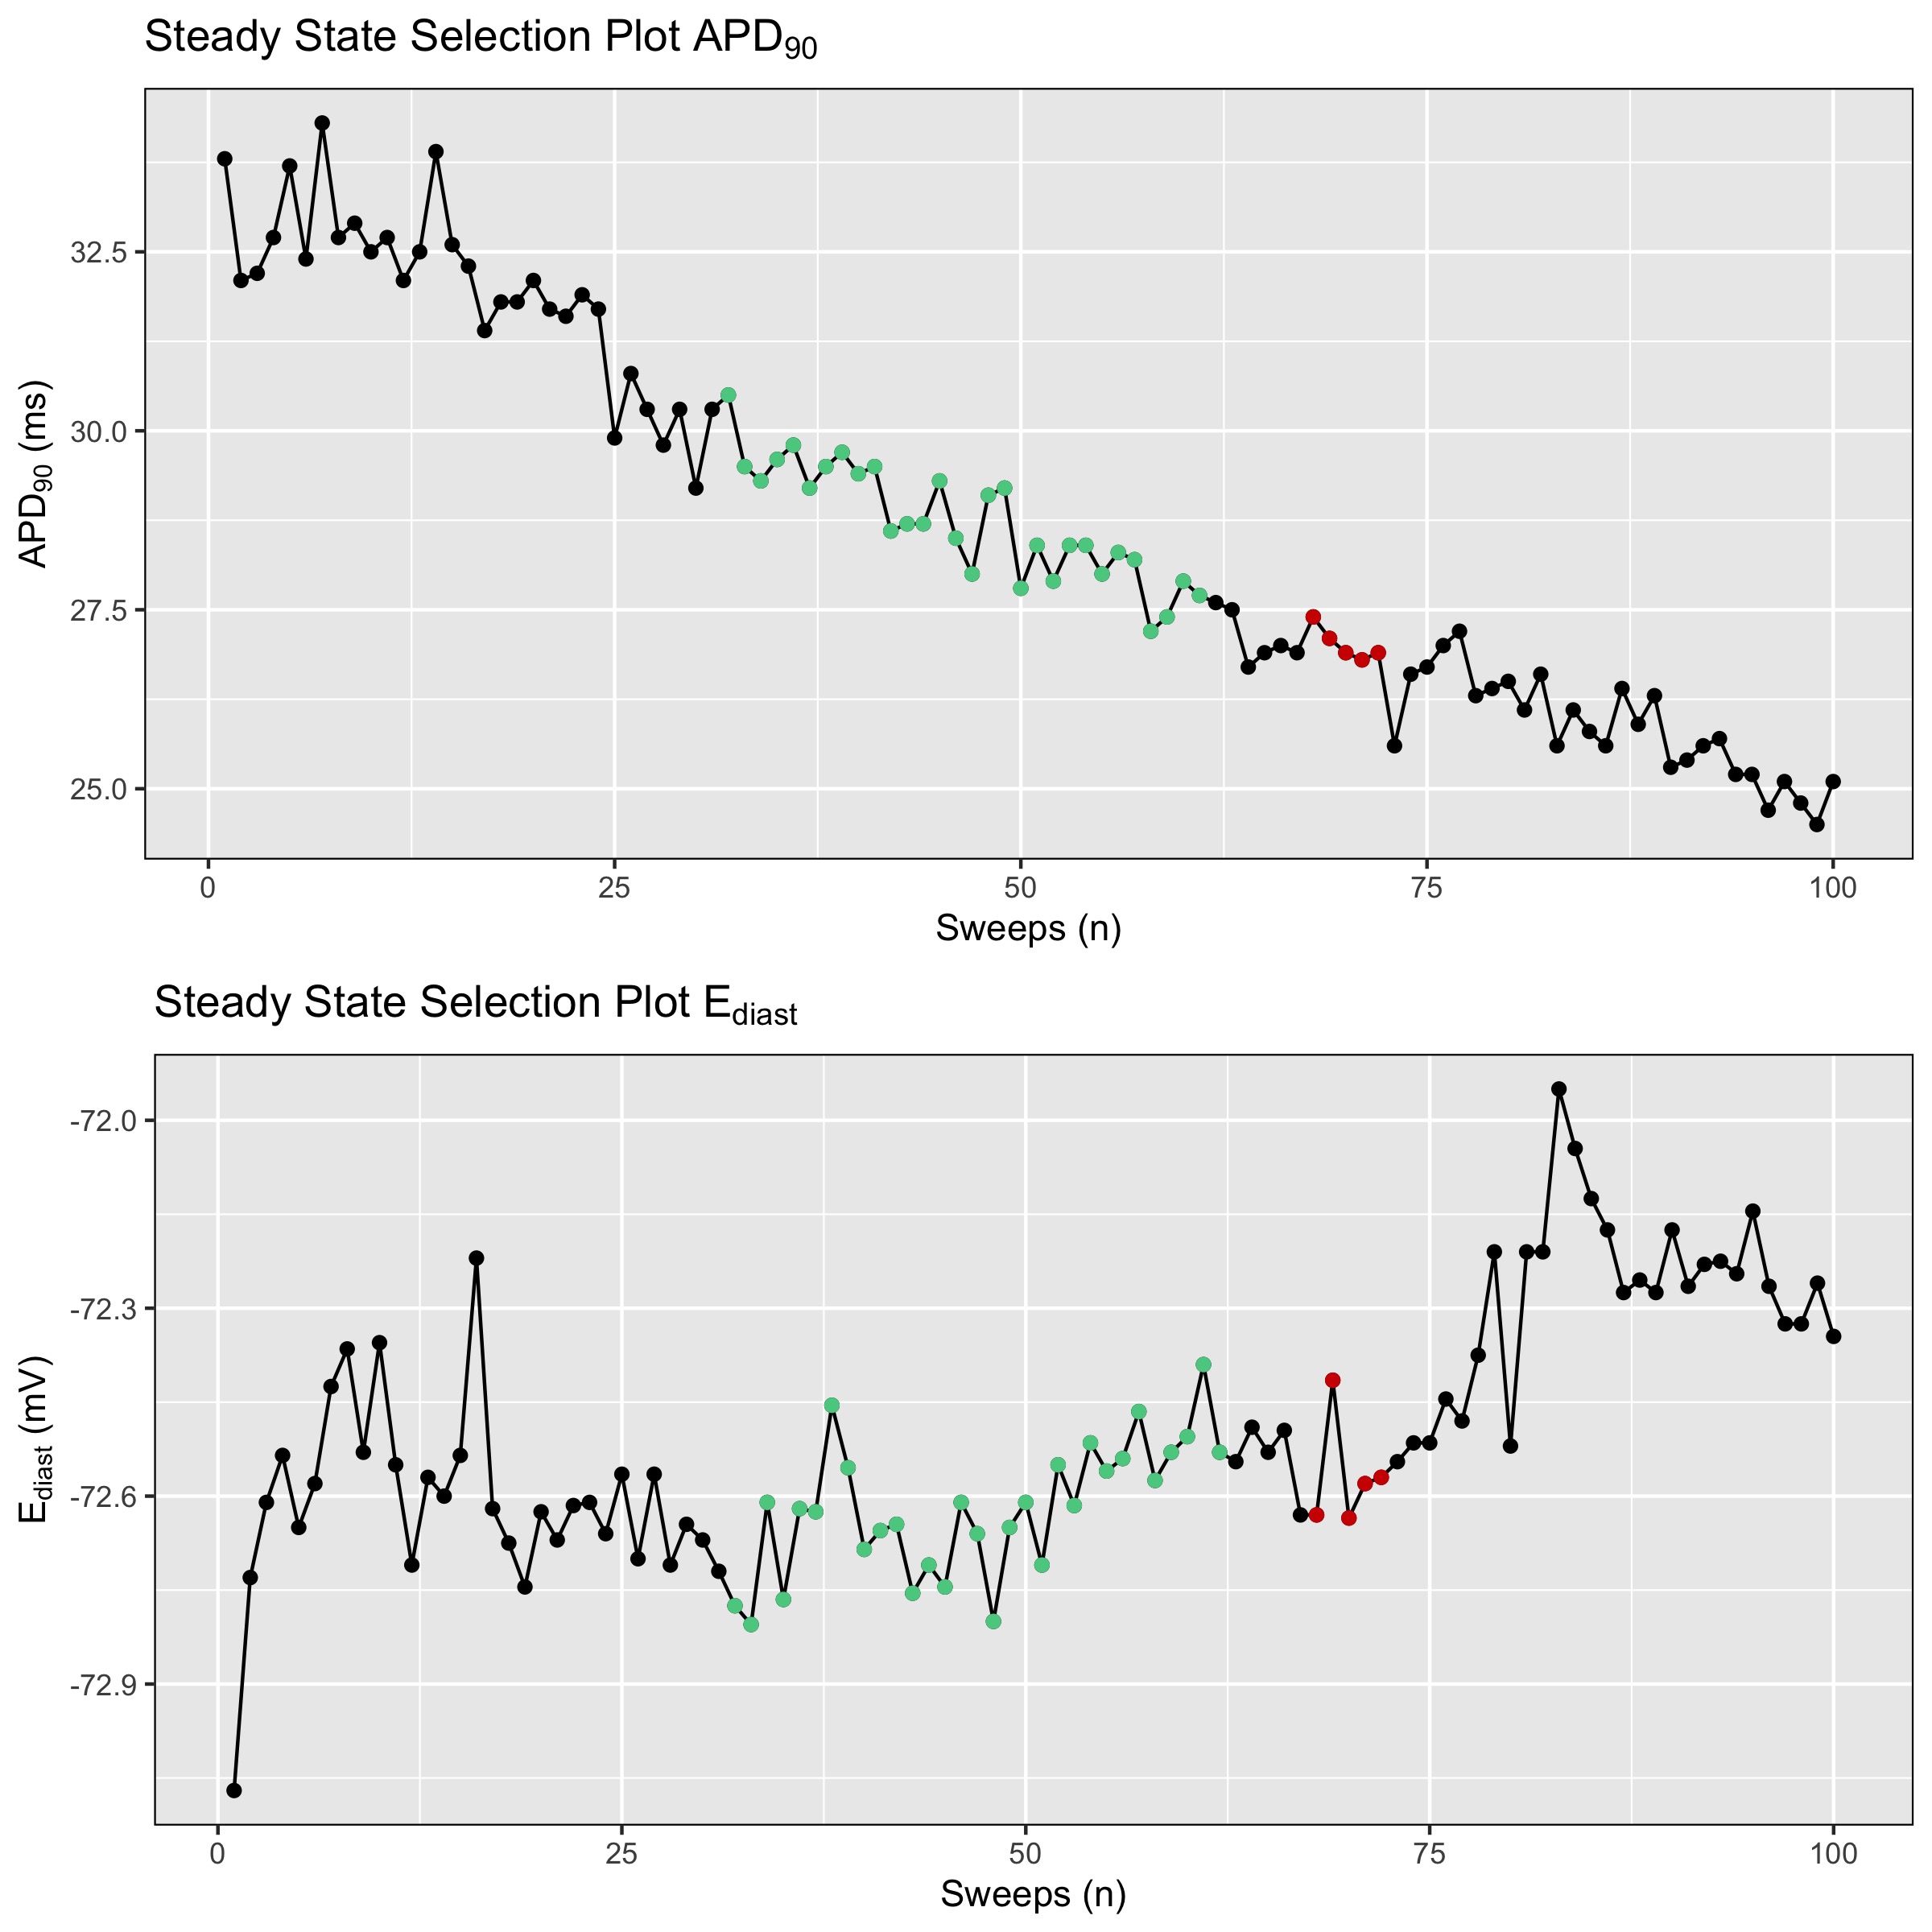 Steady State Selection Plot APD90
APD90 (ms)
32.5
30.0
27.5
25.0
0 25 50 75 100
Sweeps (n)
Steady State Selection Plot Ediast
Ediast (mV)
-72.0
-72.3
-72.6
-72.9
0 25 50 75 100
Sweeps (n)